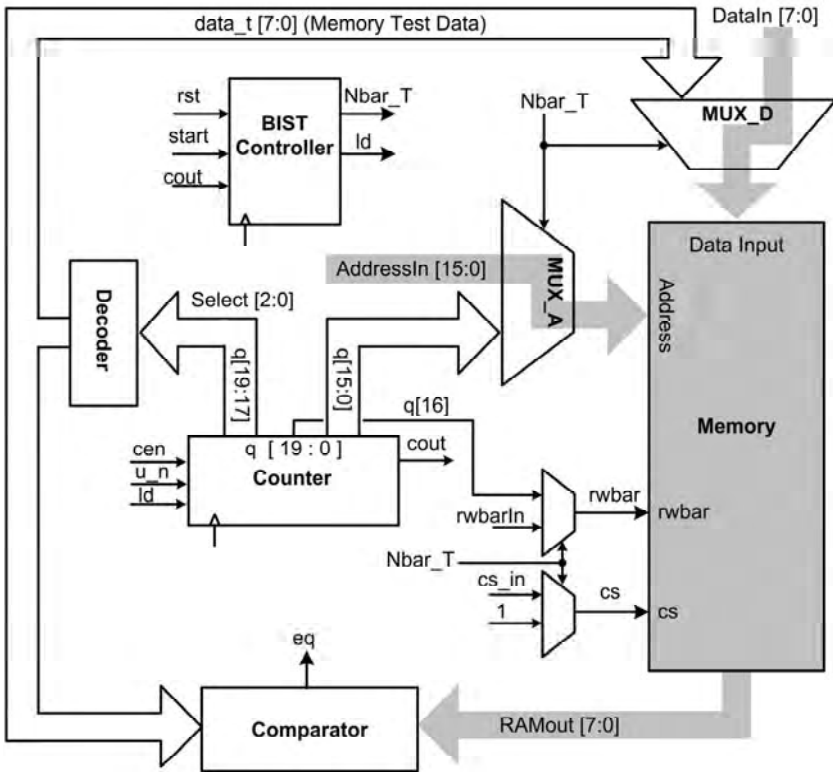 data_t [7:0] (Memory Test Data)
DataIn [7:0]
rst
start
cout
BIST
Controller
Nbar_T
ld
Nbar_T
MUX_D
AddressIn [15:0]
MUX_A
Data Input
Address
Memory
Decoder
Select [2:0]
q[19:17]
q[15:0]
q[16]
q [ 19 : 0 ]
Counter
cen
u_n
ld
cout
rwbarIn
rwbar
rwbar
Nbar_T
cs_in
1
cs
cs
eq
Comparator
RAMout [7:0]